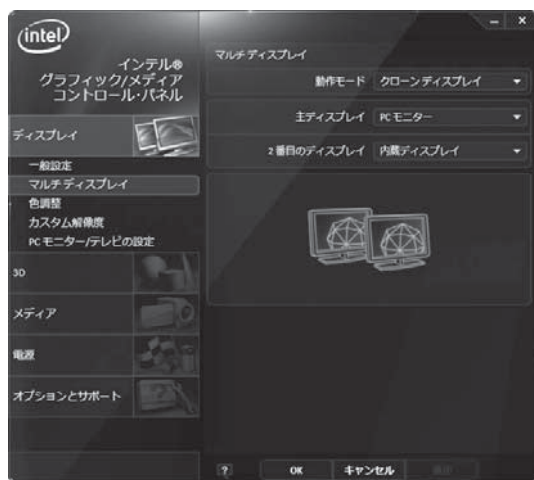 intel
インテル®
グラフィック/メディア
コントロール・パネル
ディスプレイ
一般設定
マルチディスプレイ
色調整
カスタム解像度
PC モニター/テレビの設定
3D
メディア
電源
オプションとサポート
マルチディスプレイ
動作モード クローンディスプレイ
主ディスプレイ PC モニター
2 番目のディスプレイ 内蔵ディスプレイ
? OK キャンセル